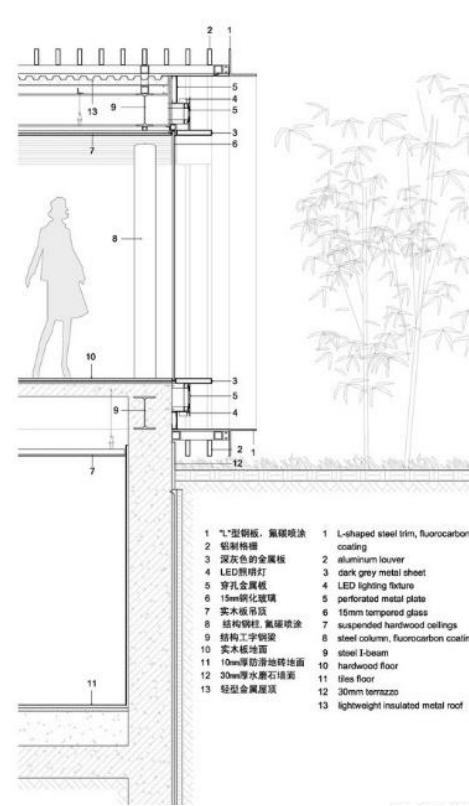 2 1
5
4
9
5
13
3
7
6
8
10
3
5
9
4
1
2
7
12
11
1 "L"型钢板,氟碳喷涂
2 铝制格栅
3 深灰色的金属板
4 LED照明灯
5 穿孔金属板
6 15mm钢化玻璃
7 实木板吊顶
8 结构钢柱,氟碳喷涂
9 结构工字钢梁
10 实木板地面
11 10mm厚防滑地砖地面
12 30mm厚水磨石墙面
13 轻型金属屋顶
1 L-shaped steel trim, fluorocarbon
coating
2 aluminum louver
3 dark grey metal sheet
4 LED lighting fixture
5 perforated metal plate
6 15mm tempered glass
7 suspended hardwood ceilings
8 steel column, fluorocarbon coatin
9 steel I-beam
10 hardwood floor
11 tiles floor
12 30mm terrazzo
13 lightweight insulated metal roof